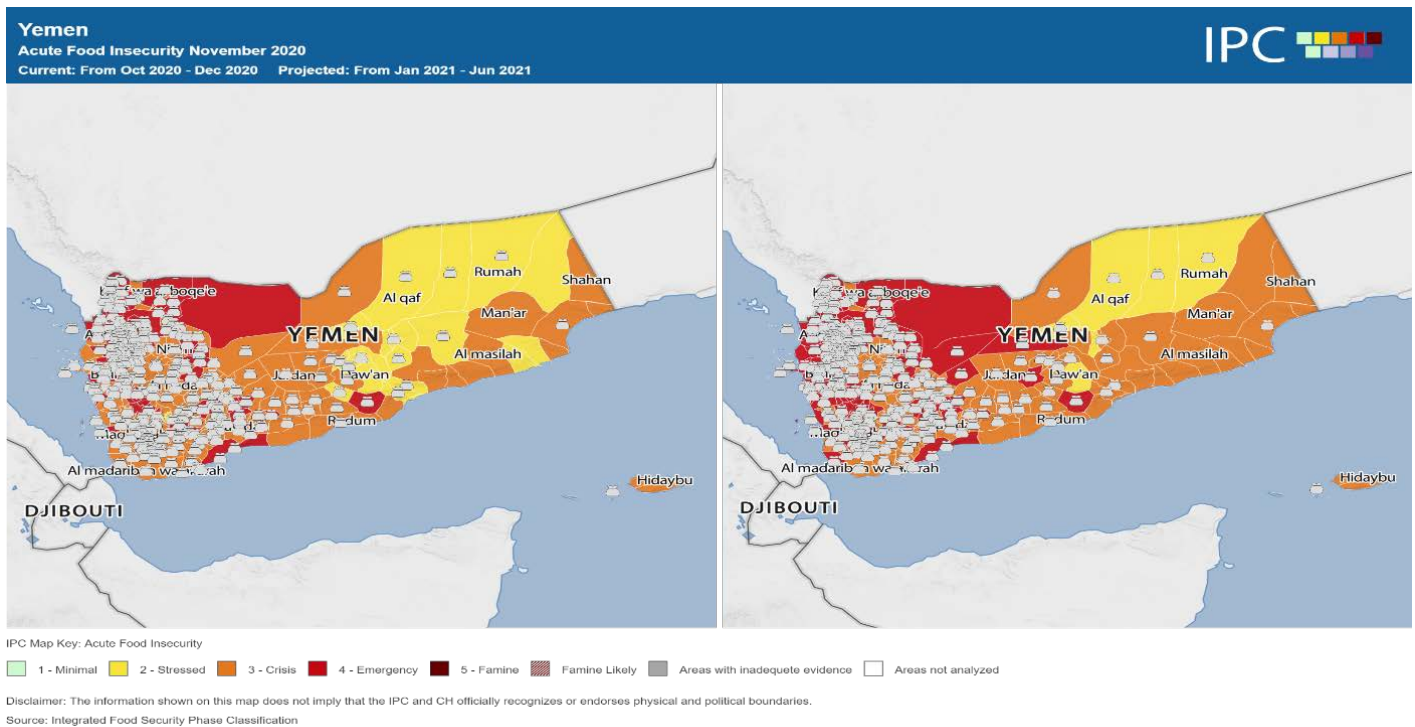 Yemen
Acute Food Insecurity November 2020
Current: From Oct 2020 - Dec 2020 Projected: From Jan 2021 - Jun 2021
IPC
Rumah
Shahan
Al qaf
Man'ar
YEMEN
Al masilah
Daw'an
Al madarib
Hidaybu
DJIBOUTI
Rumah
Shahan
Al qaf
Man'ar
YEMEN
Al masilah
Daw'an
Al madarib
Hidaybu
DJIBOUTI
IPC Map Key: Acute Food Insecurity
1 - Minimal 2 - Stressed 3 - Crisis 4 - Emergency 5 - Famine Famine Likely Areas with inadequete evidence Areas not analyzed
Disclaimer: The information shown on this map does not imply that the IPC and CH officially recognizes or endorses physical and political boundaries.
Source: Integrated Food Security Phase Classification